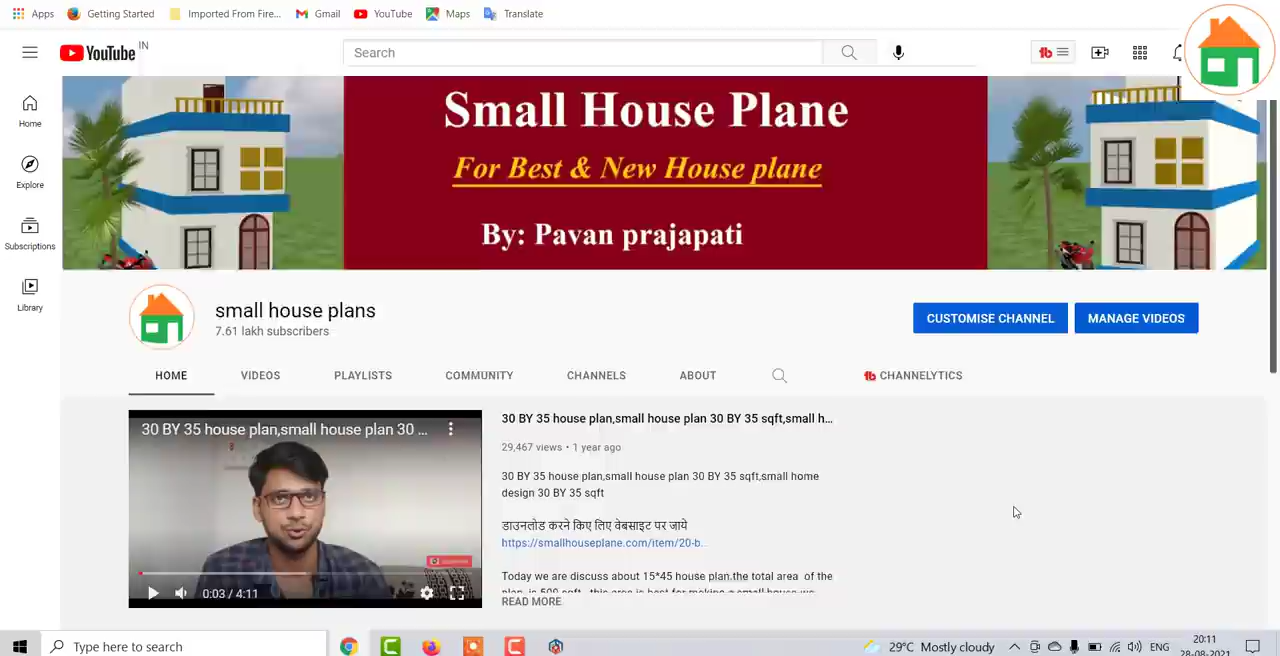 Apps Getting Started Imported From Fire... Gmail YouTube Maps Translate
YouTube IN
Search
Home
Explore
Subscriptions
Library
Small House Plane
For Best & New House plane
By: Pavan prajapati
small house plans
7.61 lakh subscribers
CUSTOMISE CHANNEL MANAGE VIDEOS
HOME VIDEOS PLAYLISTS COMMUNITY CHANNELS ABOUT CHANNELYTICS
30 BY 35 house plan,small house plan 30 ...
0:03 / 4:11
30 BY 35 house plan,small house plan 30 BY 35 sqft,small h...
29,467 views • 1 year ago
30 BY 35 house plan,small house plan 30 BY 35 sqft,small home
design 30 BY 35 sqft
डाउनलोड करने किए लिए वेबसाइट पर जाये
https://smallhouseplane.com/item/20-b...
Today we are discuss about 15*45 house plan.the total area of the
READ MORE
Type here to search
29°C Mostly cloudy ENG
20:11
28-08-2021